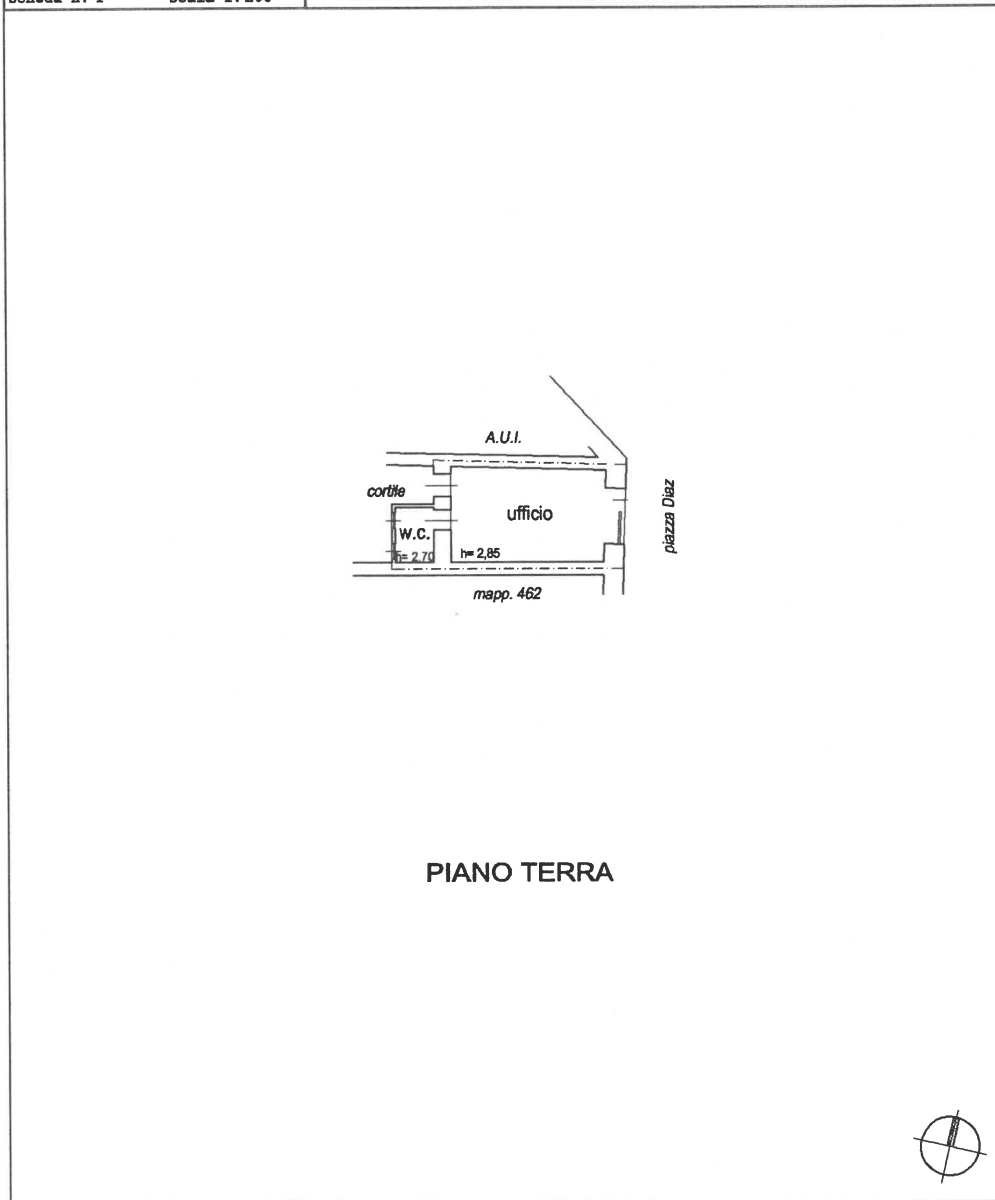 A.U.I.
cortile
ufficio
W.C.
h= 2,70
h= 2,85
piazza Diaz
mapp. 462
PIANO TERRA